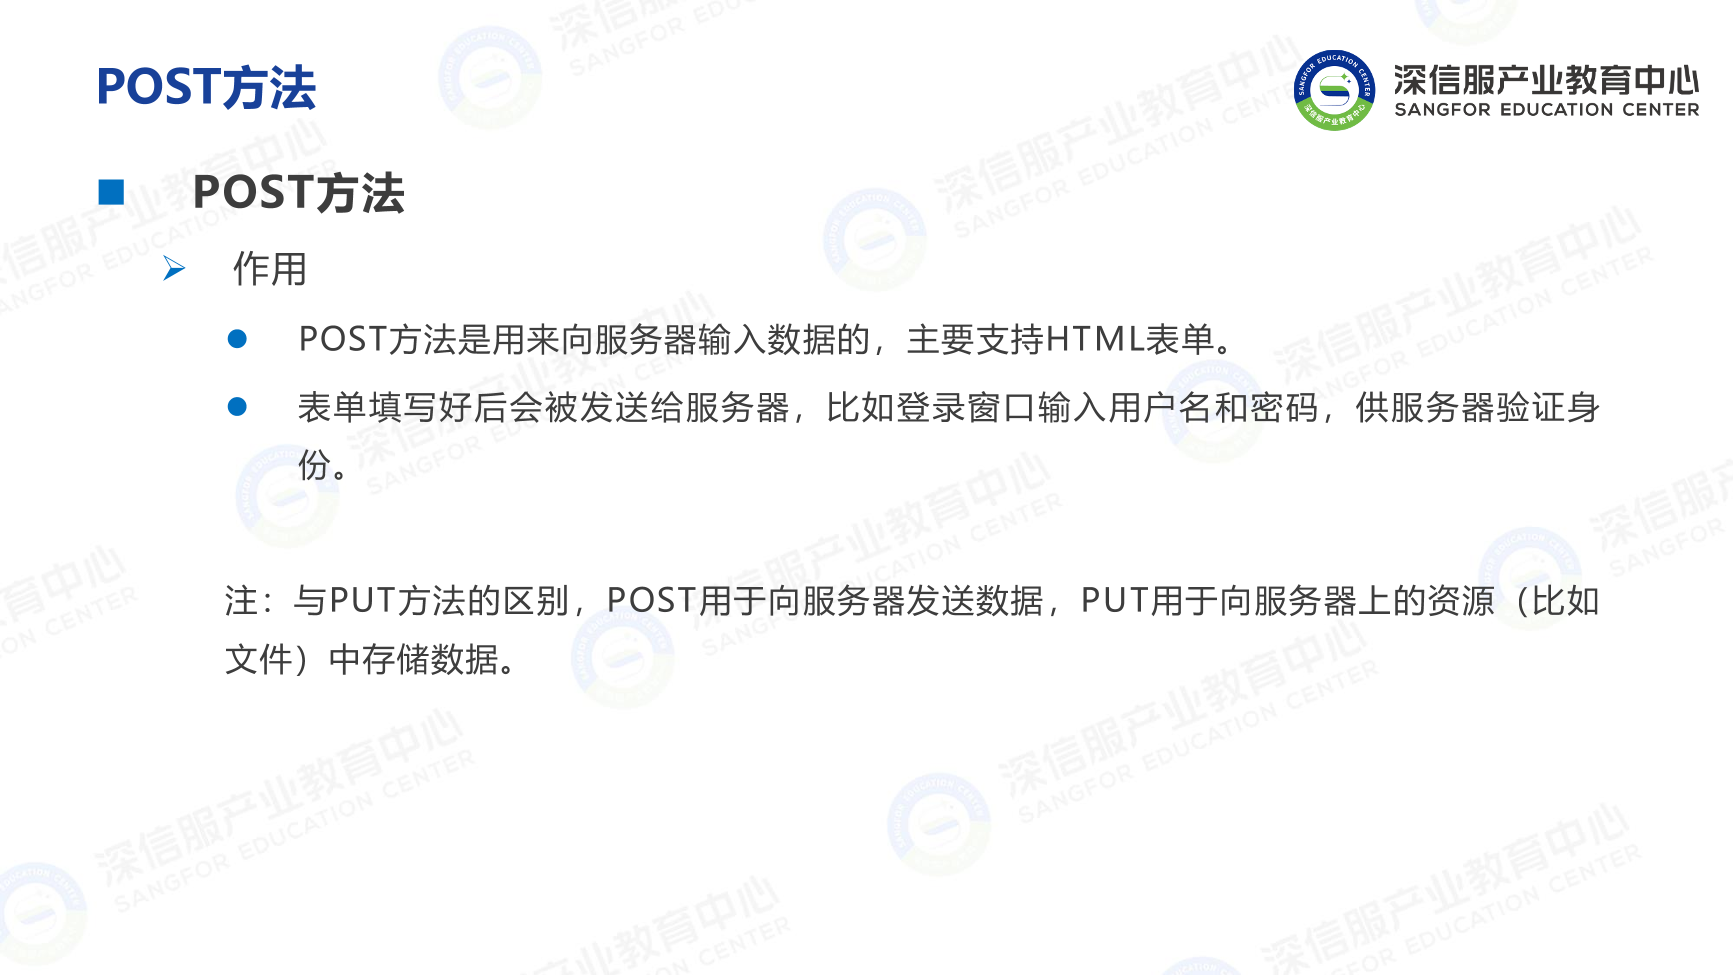 POST方法
深信服产业教育中心
SANGFOR EDUCATION CENTER
POST方法
作用
POST方法是用来向服务器输入数据的，主要支持HTML表单。
表单填写好后会被发送给服务器，比如登录窗口输入用户名和密码，供服务器验证身
份。
注：与PUT方法的区别，POST用于向服务器发送数据，PUT用于向服务器上的资源（比如
文件）中存储数据。